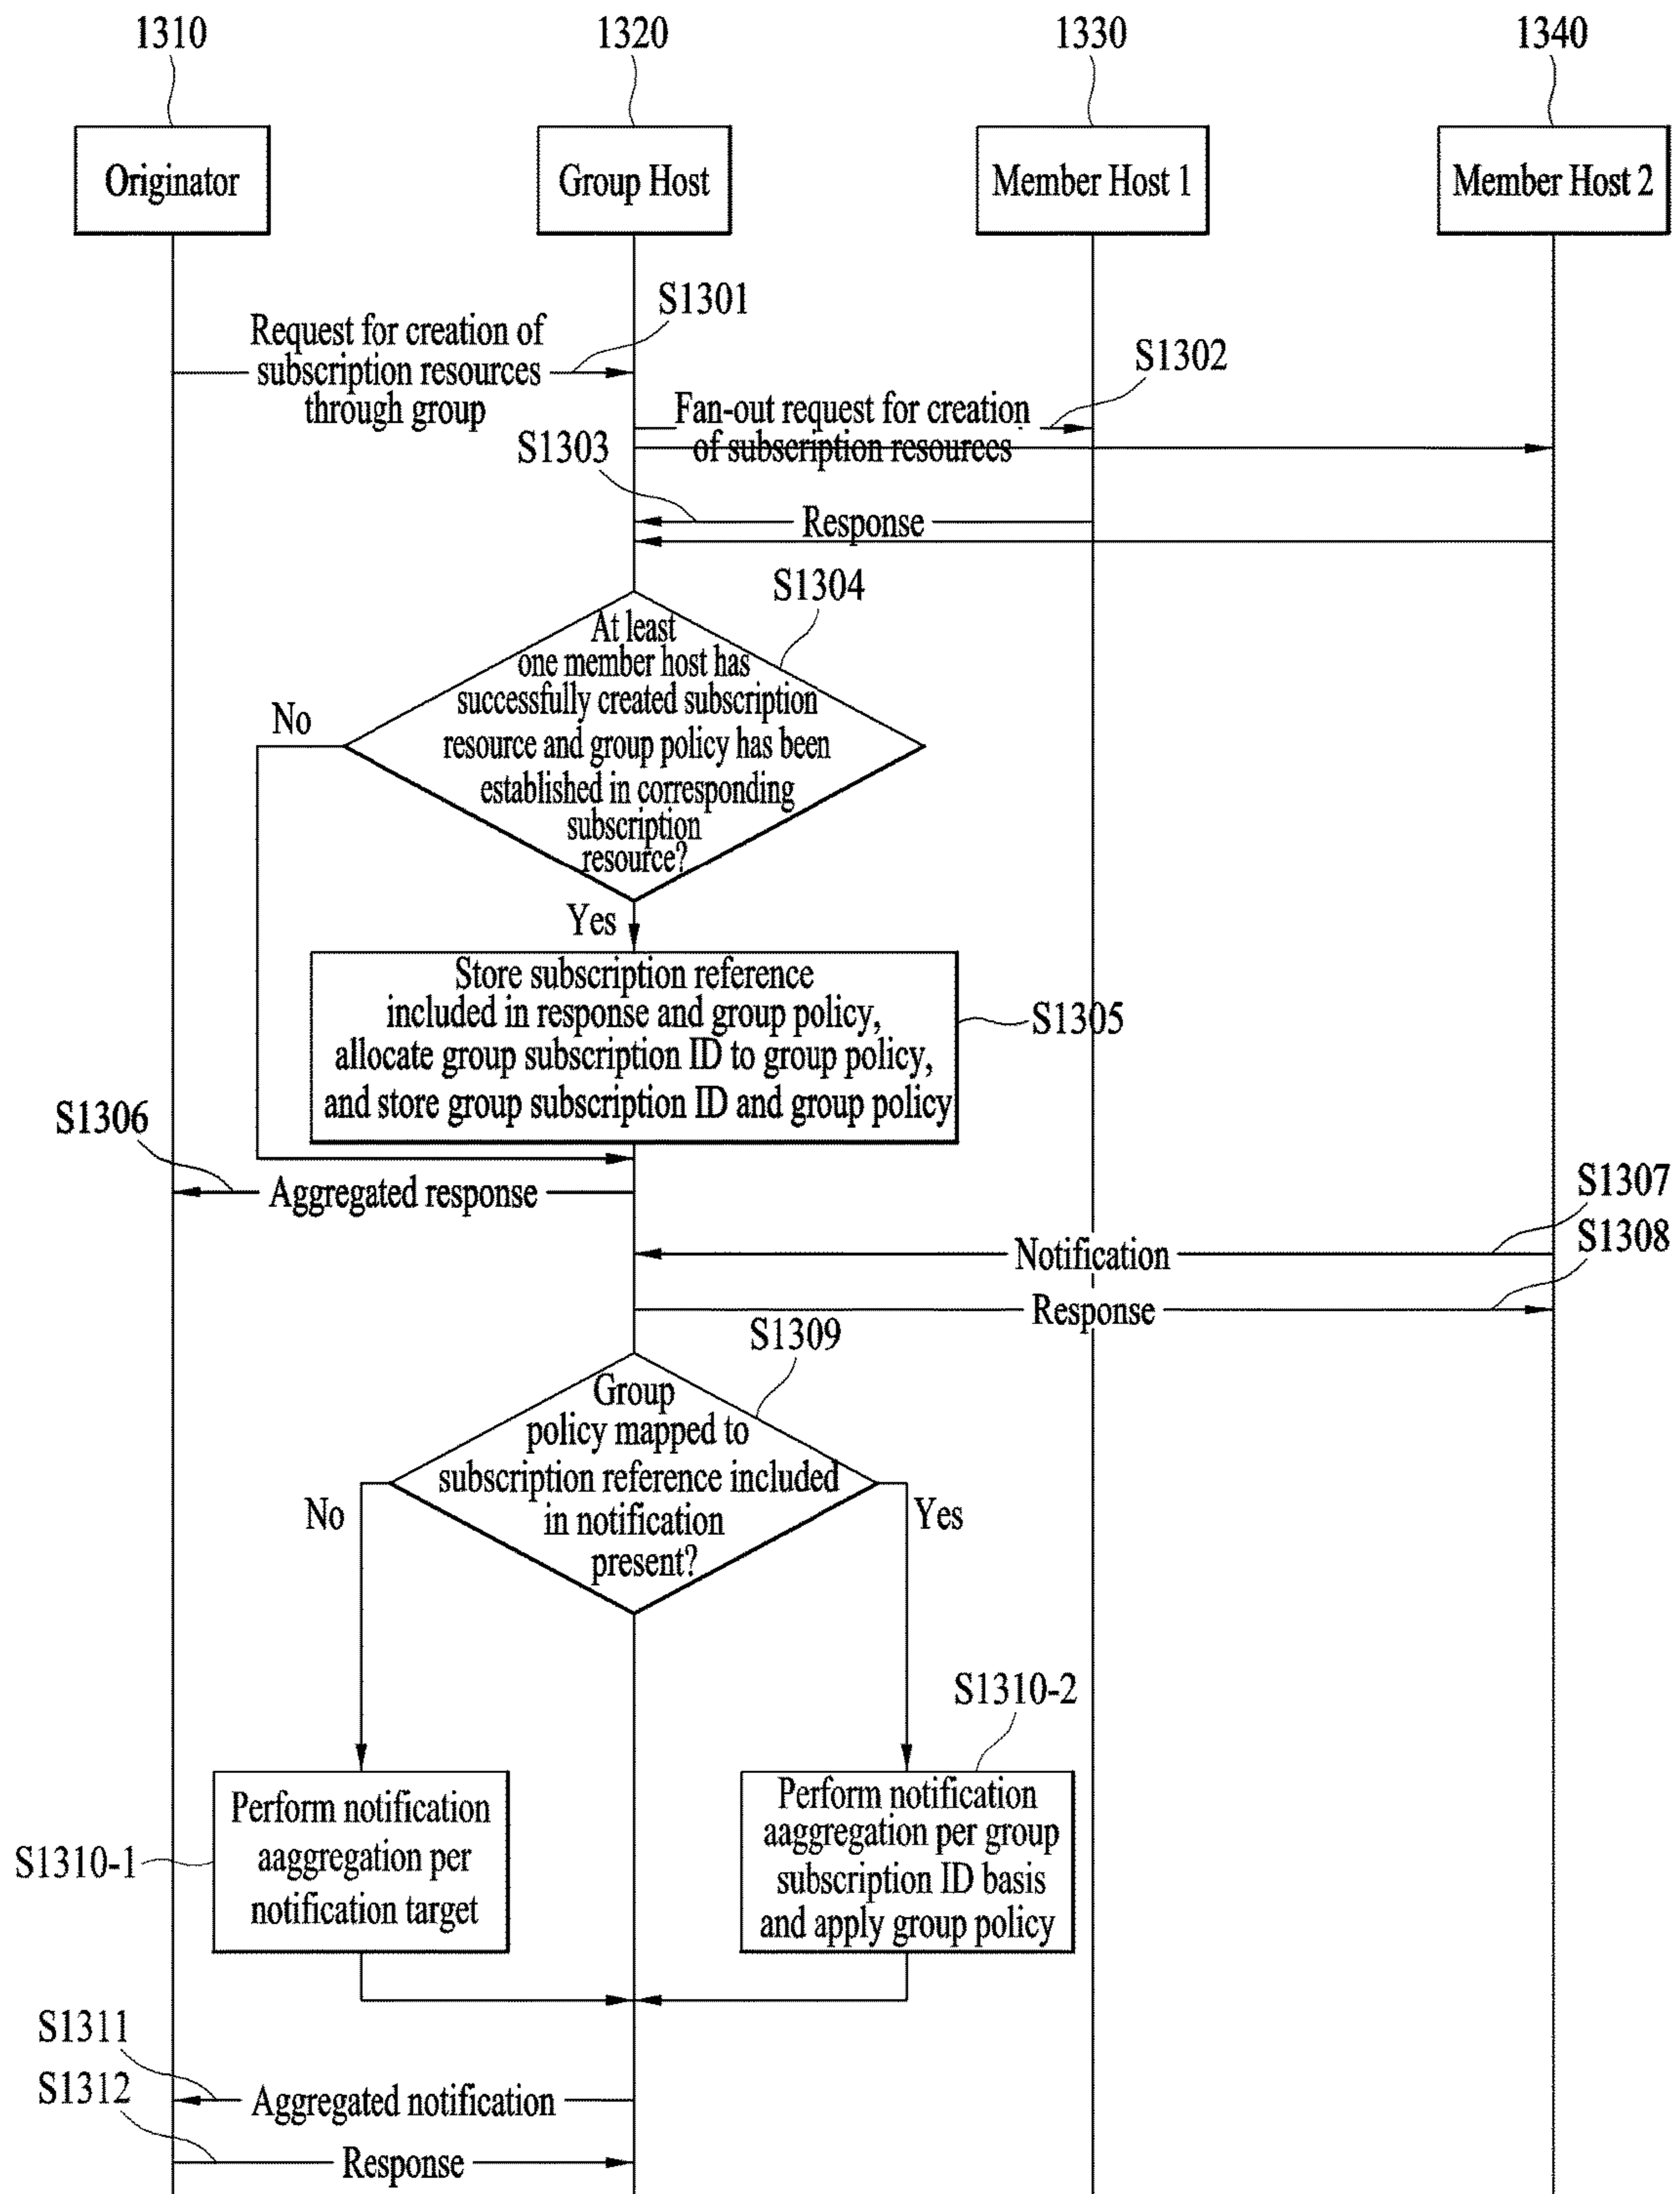 1310
1320
1330
1340
Originator
Group Host
Member Host 1
Member Host 2
S1301
Request for creation of
subscription resources
through group
S1302
Fan-out request for creation
of subscription resources
S1303
Response
S1304
At least
one member host has
successfully created subscription
resource and group policy has been
established in corresponding
subscription
resource?
No
Yes
Store subscription reference
included in response and group policy,
allocate group subscription ID to group policy,
and store group subscription ID and group policy
S1305
S1306
Aggregated response
S1307
Notification
S1308
Response
S1309
Group
policy mapped to
subscription reference included
in notification
present?
No
Yes
S1310-2
Perform notification
aaggregation per
notification target
S1310-1
Perform notification
aaggregation per group
subscription ID basis
and apply group policy
S1311
Aggregated notification
S1312
Response